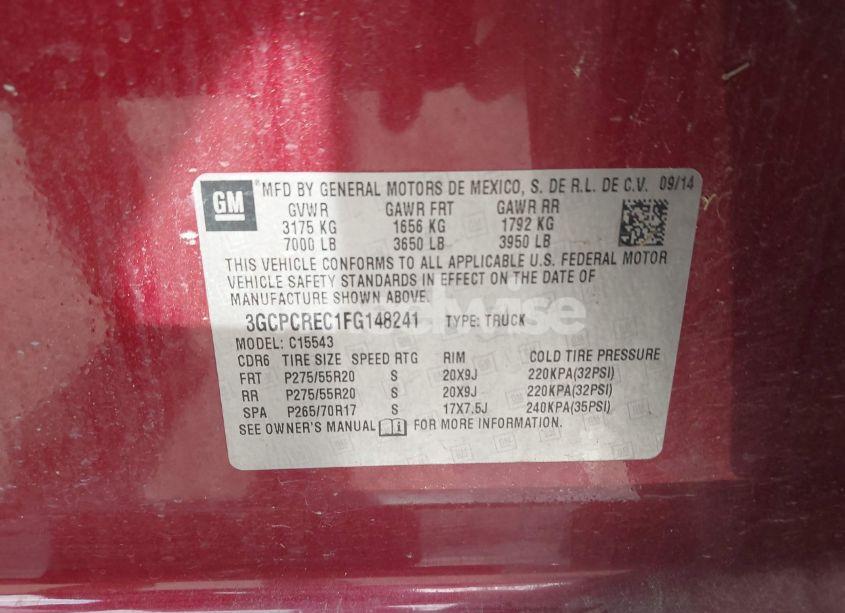 GM MFD BY GENERAL MOTORS DE MEXICO, S. DE R.L. DE C.V. 09/14
GVWR GAWR FRT GAWR RR
3175 KG 1656 KG 1792 KG
7000 LB 3650 LB 3950 LB
THIS VEHICLE CONFORMS TO ALL APPLICABLE U.S. FEDERAL MOTOR
VEHICLE SAFETY STANDARDS IN EFFECT ON THE DATE OF
MANUFACTURE SHOWN ABOVE.
3GCPCREC1FG148241 TYPE: TRUCK
MODEL: C15543
CDR6 TIRE SIZE SPEED RTG RIM COLD TIRE PRESSURE
FRT P275/55R20 S 20X9J 220KPA(32PSI)
RR P275/55R20 S 20X9J 220KPA(32PSI)
SPA P265/70R17 S 17X7.5J 240KPA(35PSI)
SEE OWNER'S MANUAL FOR MORE INFORMATION.